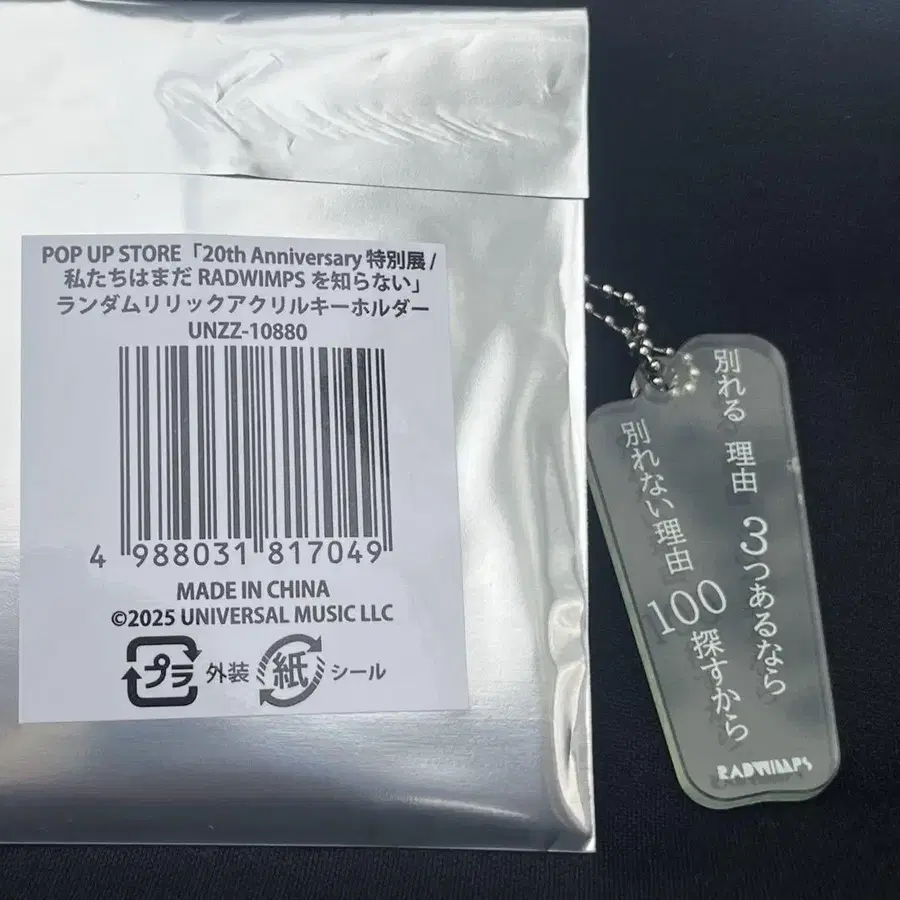 POP UP STORE「20th Anniversary 特別展 /
私たちはまだ RADWIMPS を知らない」
ランダムリリックアクリルキーホルダー
UNZZ-10880
4 988031 817049
MADE IN CHINA
©2025 UNIVERSAL MUSIC LLC
プラ 外装 紙 シール
別れる 理由 3つあるなら
別れない理由 100 探すから
RADWIMPS